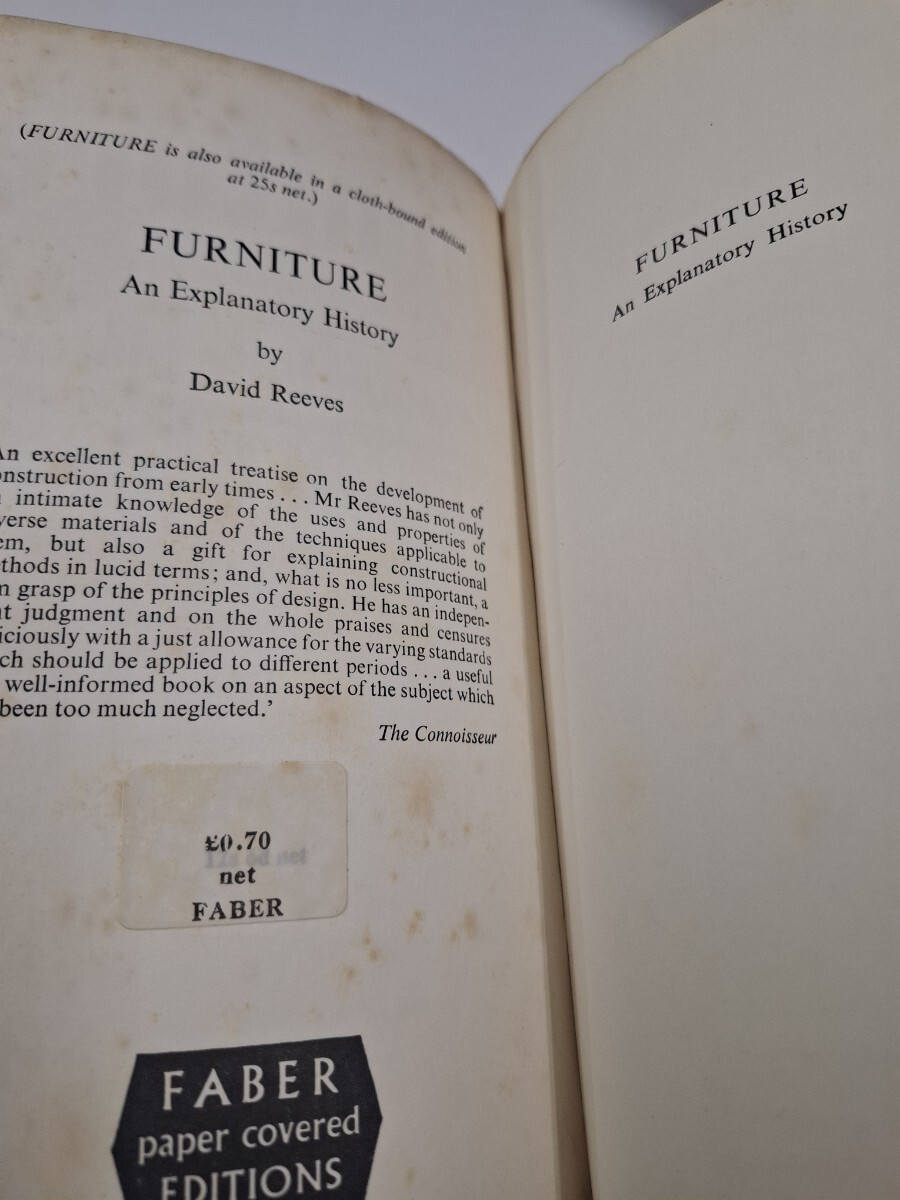 (FURNITURE is also available in a cloth-bound edition
at 25s net.)
FURNITURE
An Explanatory History
by
David Reeves
An excellent practical treatise on the development of
onstruction from early times . . . Mr Reeves has not only
intimate knowledge of the uses and properties of
verse materials and of the techniques applicable to
em, but also a gift for explaining constructional
thods in lucid terms; and, what is no less important, a
m grasp of the principles of design. He has an indepen-
nt judgment and on the whole praises and censures
iciously with a just allowance for the varying standards
ich should be applied to different periods . . . a useful
well-informed book on an aspect of the subject which
been too much neglected.'
The Connoisseur
£0.70
net
FABER
FABER
paper covered
EDITIONS
FURNITURE
An Explanatory History